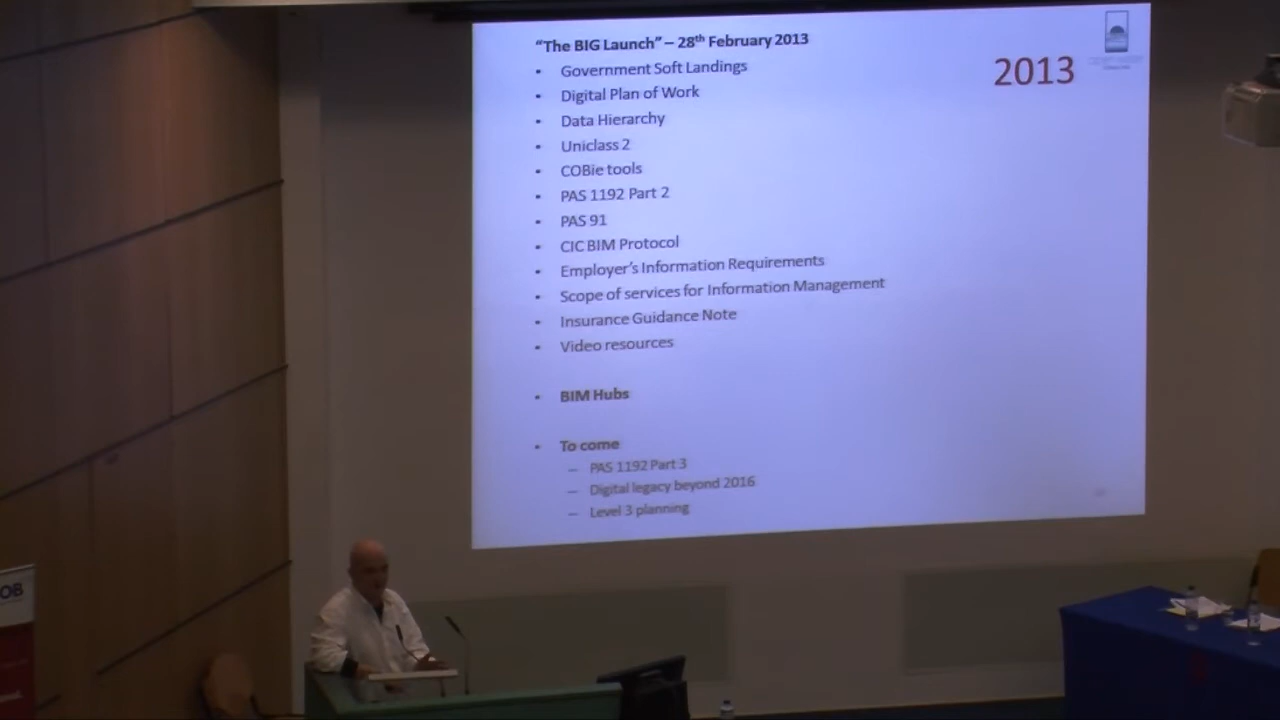 “The BIG Launch” – 28th February 2013
2013
• Government Soft Landings
• Digital Plan of Work
• Data Hierarchy
• Uniclass 2
• COBie tools
• PAS 1192 Part 2
• PAS 91
• CIC BIM Protocol
• Employer’s Information Requirements
• Scope of services for Information Management
• Insurance Guidance Note
• Video resources
• BIM Hubs
• To come
– PAS 1192 Part 3
– Digital legacy beyond 2016
– Level 3 planning
OB